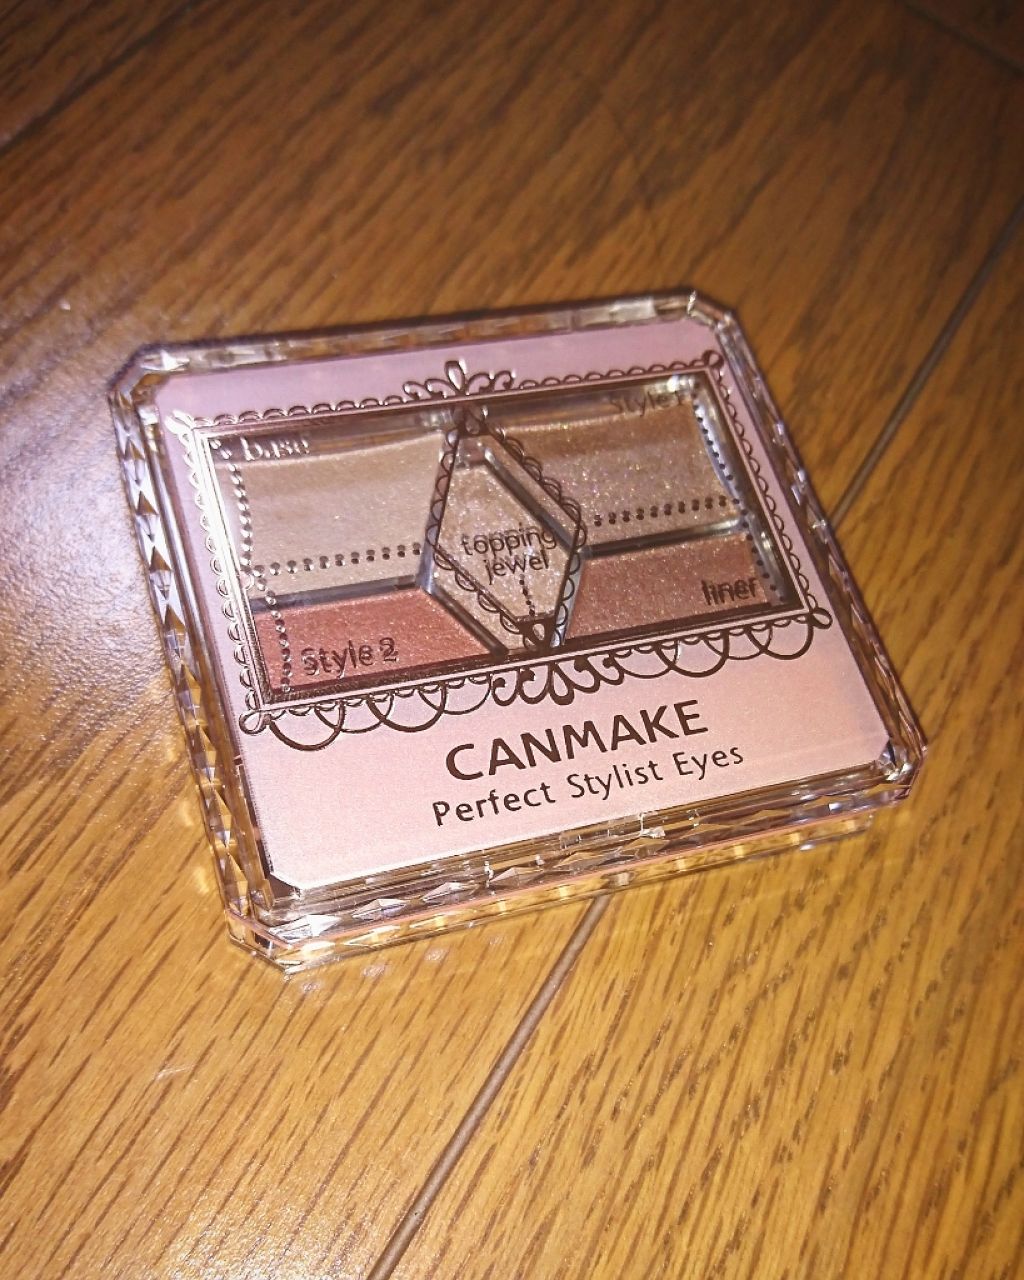 base
Style 1
topping
jewel
Style 2
liner
CANMAKE
Perfect Stylist Eyes